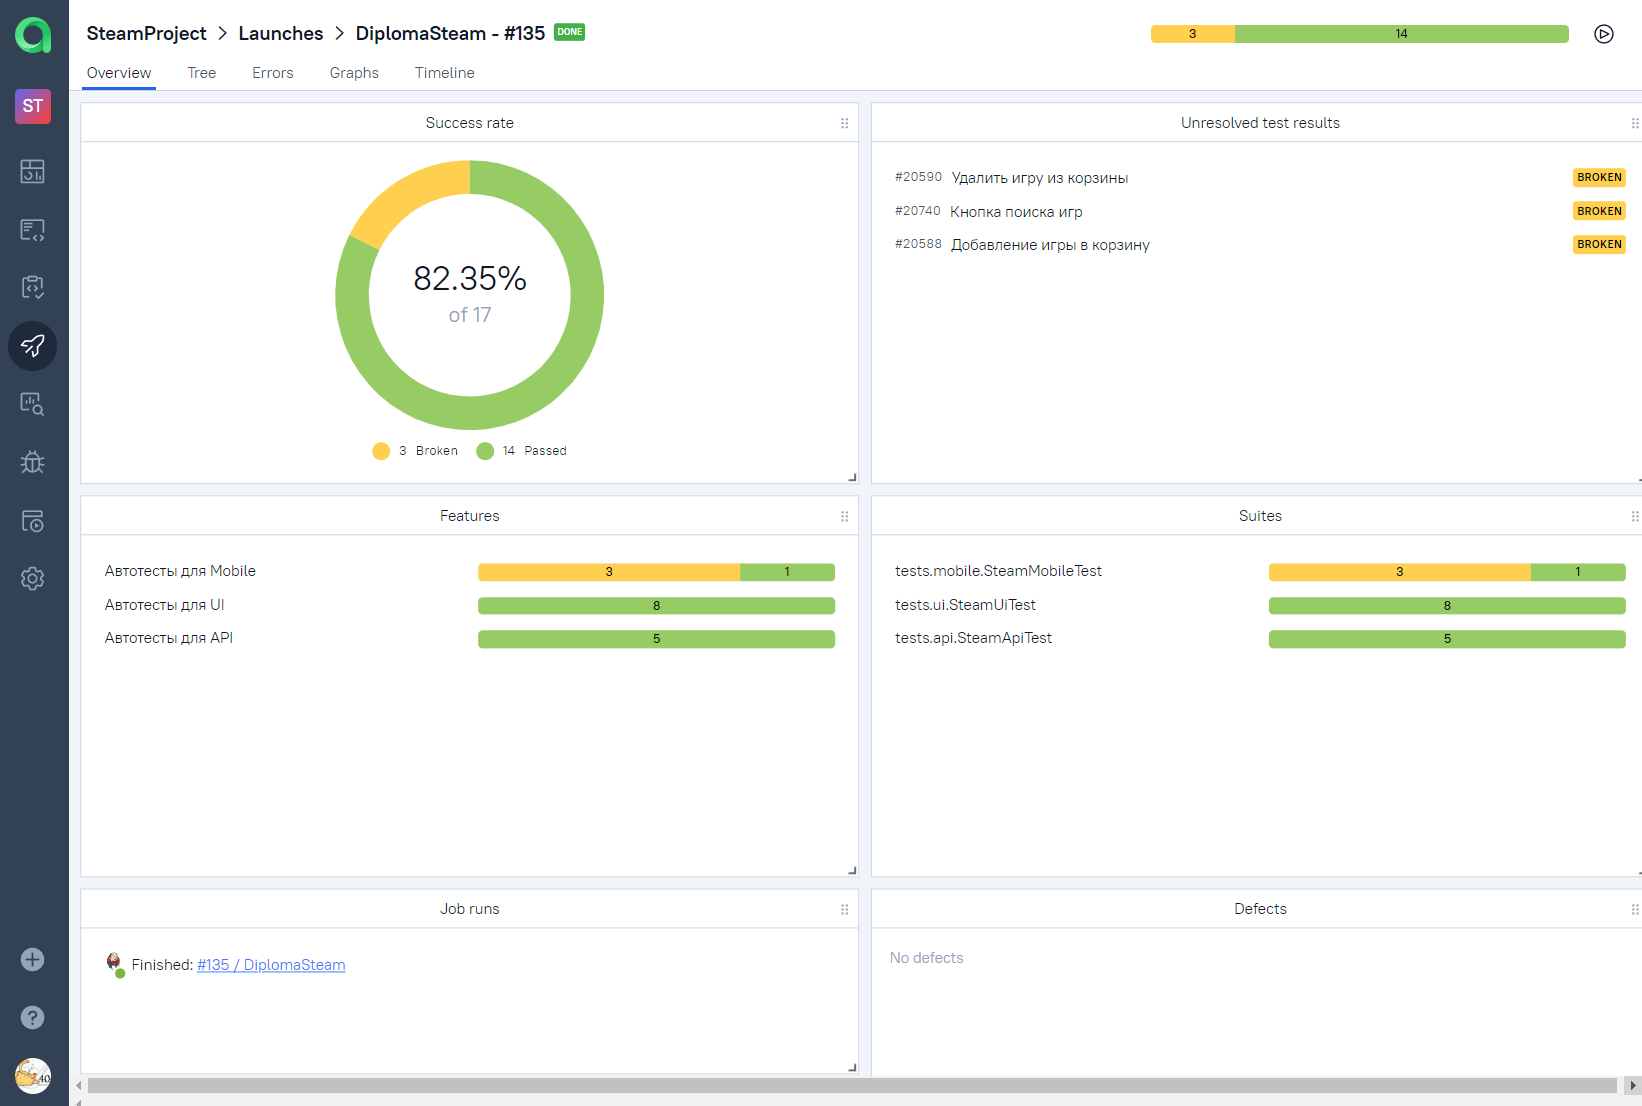 SteamProject > Launches > DiplomaSteam - #135 DONE
3 14
ST
Overview Tree Errors Graphs Timeline
Success rate
82.35%
of 17
3 Broken 14 Passed
Unresolved test results
#20590 Удалить игру из корзины BROKEN
#20740 Кнопка поиска игр BROKEN
#20588 Добавление игры в корзину BROKEN
Features
Автотесты для Mobile 3 1
Автотесты для UI 8
Автотесты для API 5
Suites
tests.mobile.SteamMobileTest 3 1
tests.ui.SteamUiTest 8
tests.api.SteamApiTest 5
Job runs
Finished: #135 / DiplomaSteam
Defects
No defects
?
40